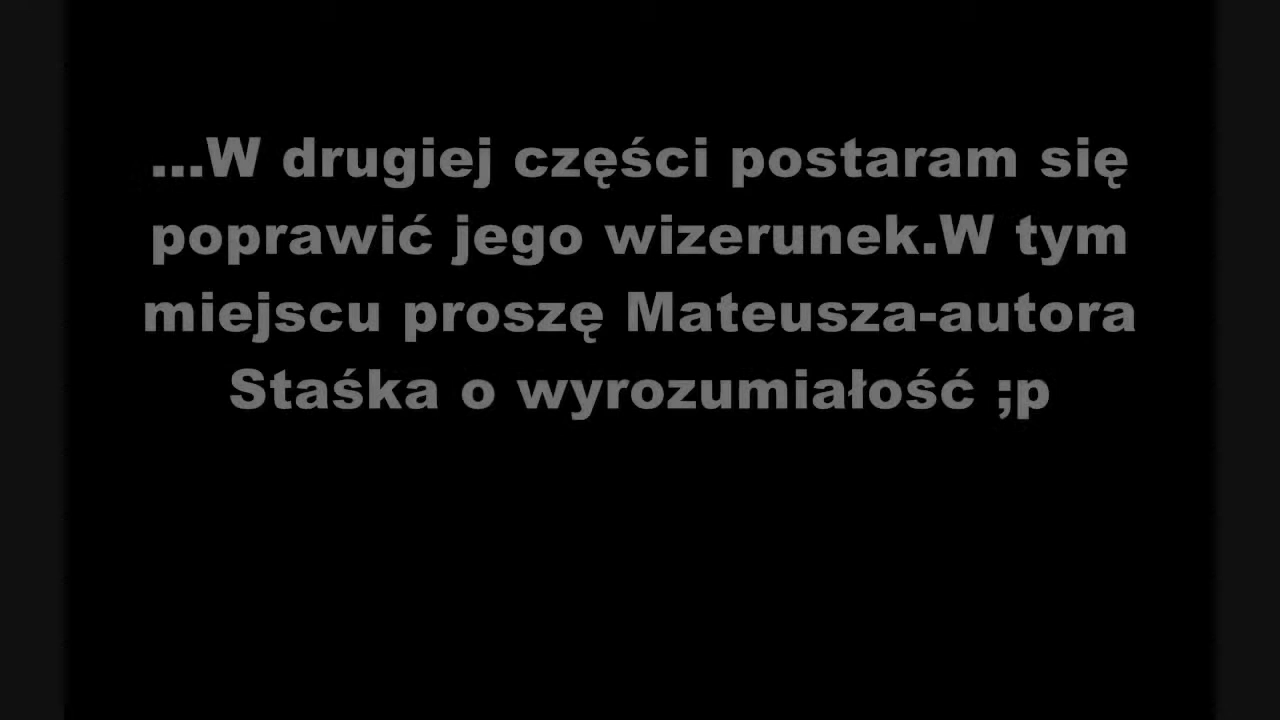 ...W drugiej części postaram się
poprawić jego wizerunek.W tym
miejscu proszę Mateusza-autora
Staśka o wyrozumiałość ;p